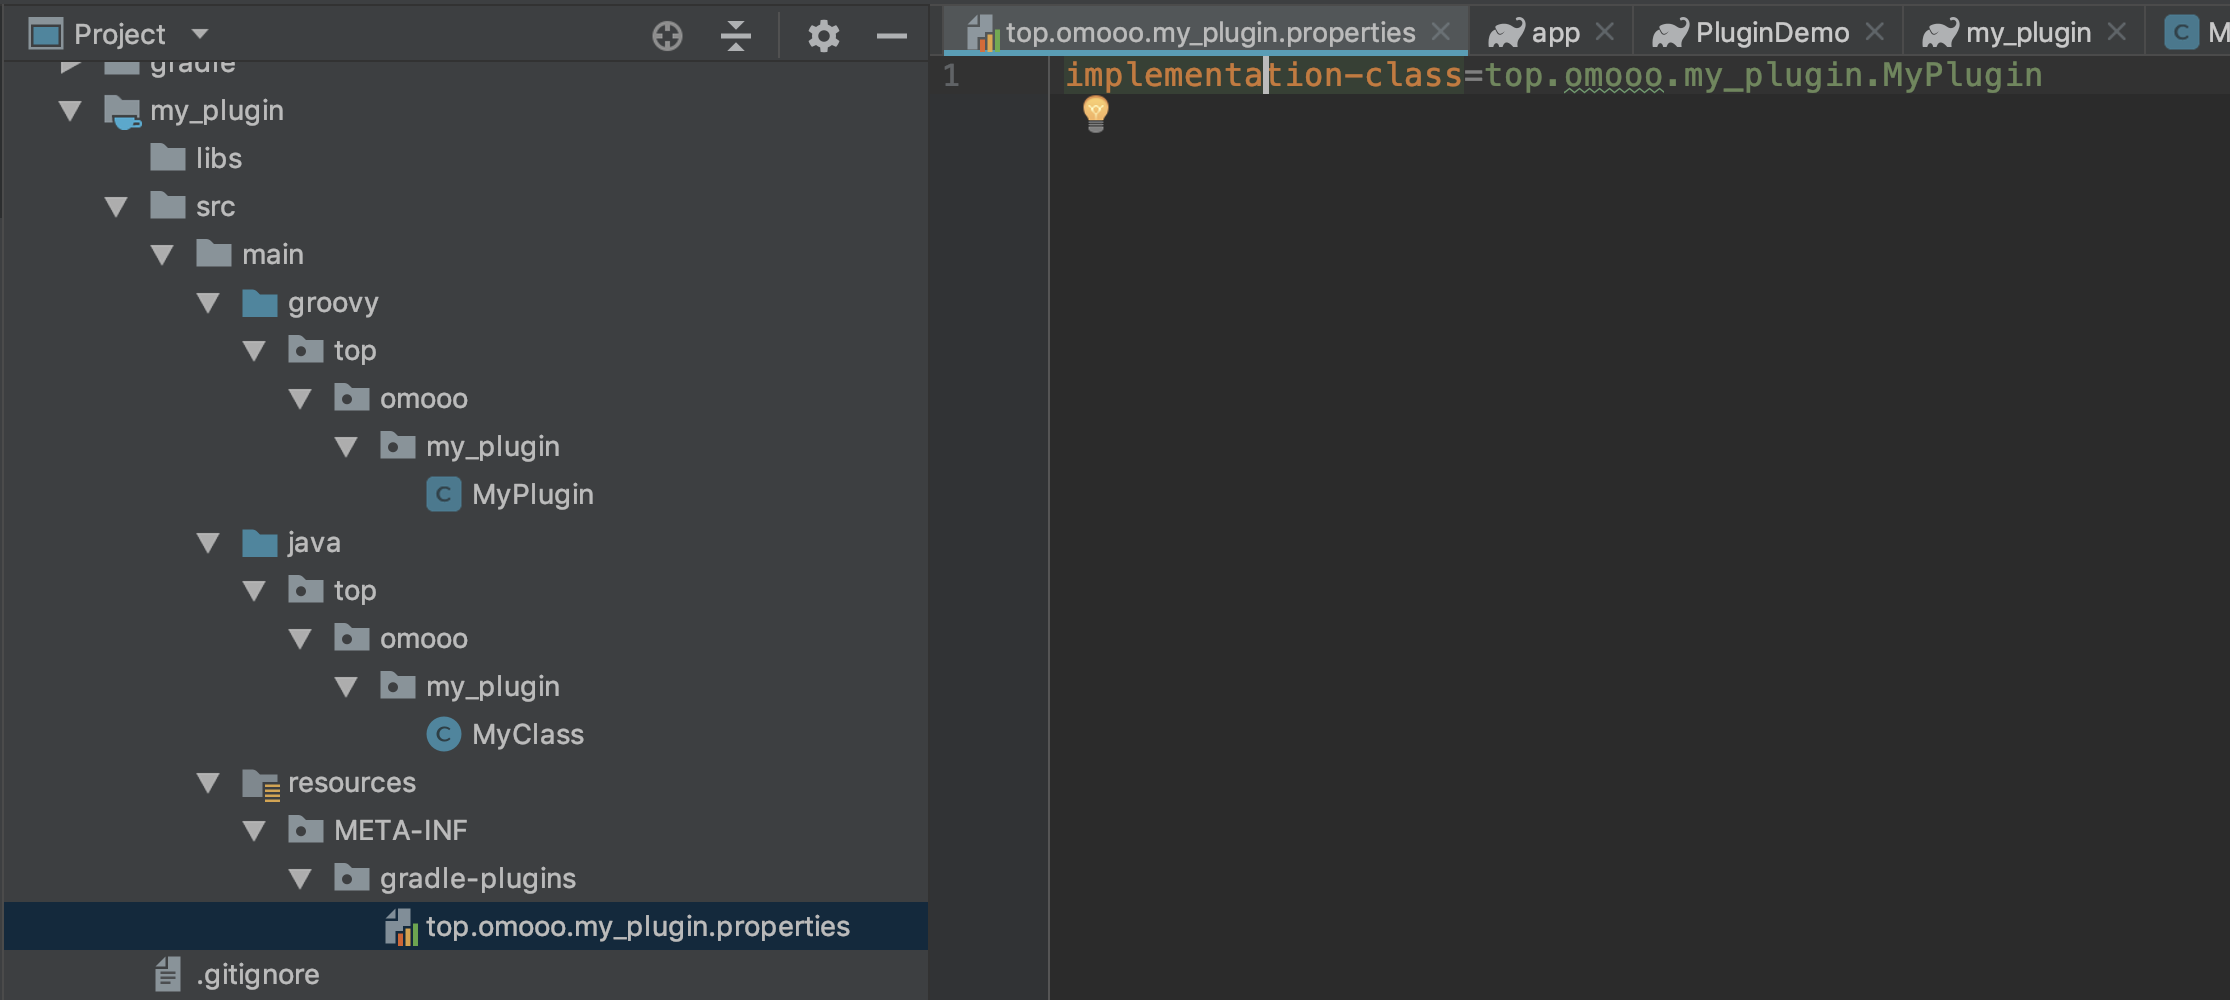 Project
top.omooo.my_plugin.properties
app
PluginDemo
my_plugin
gradle
my_plugin
libs
src
main
groovy
top
omooo
my_plugin
C MyPlugin
java
top
omooo
my_plugin
C MyClass
resources
META-INF
gradle-plugins
top.omooo.my_plugin.properties
.gitignore
1 implementation-class=top.omooo.my_plugin.MyPlugin